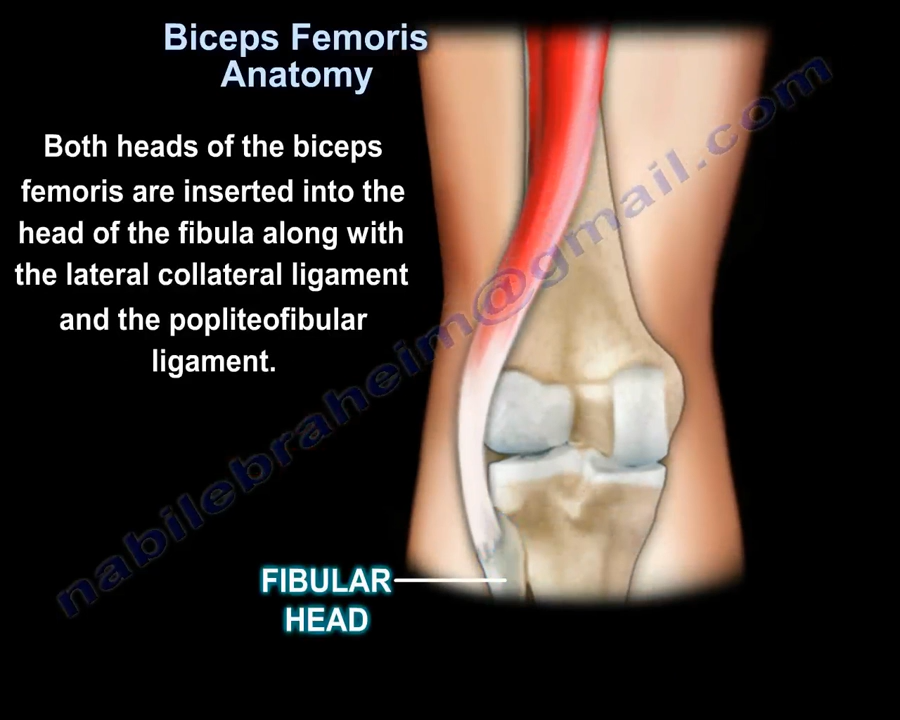 Biceps Femoris
Anatomy
Both heads of the biceps
femoris are inserted into the
head of the fibula along with
the lateral collateral ligament
and the popliteofibular
ligament.
nabilebraheim@gmail.com
FIBULAR
HEAD